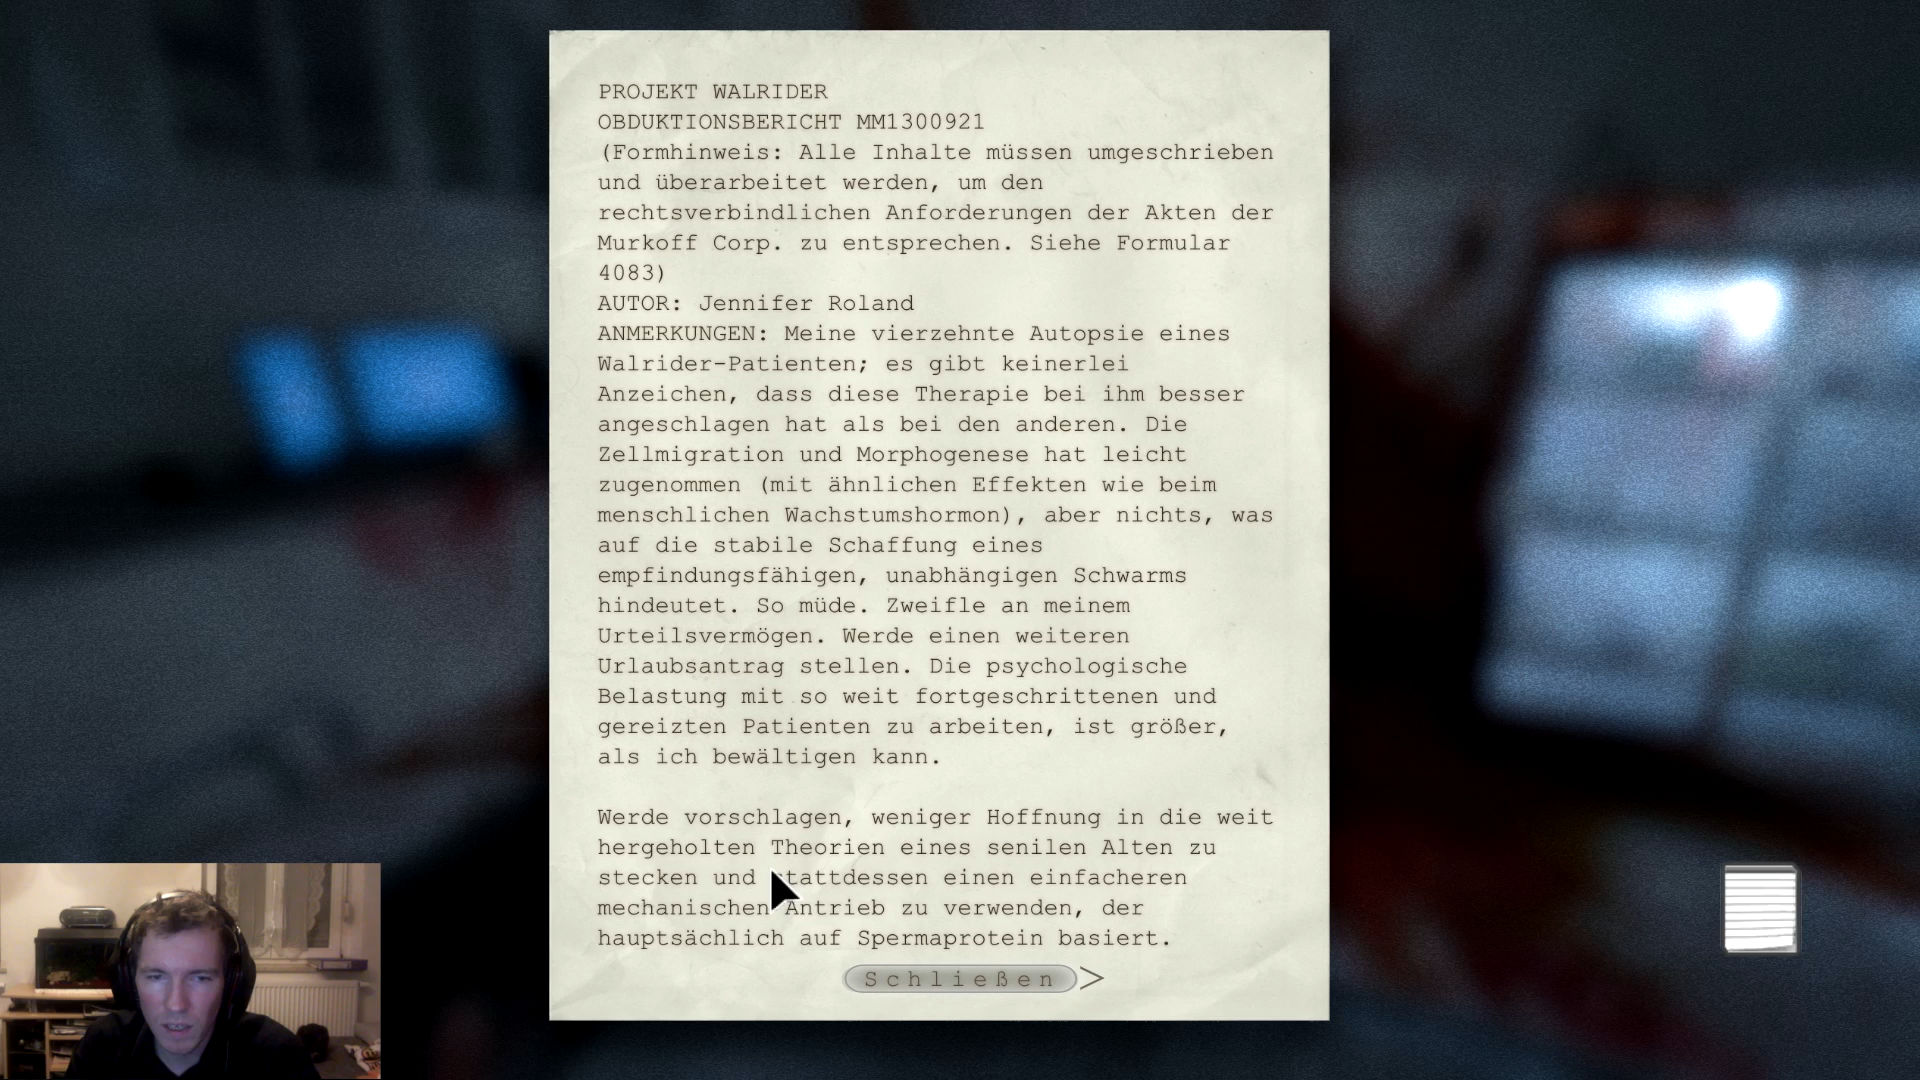 PROJEKT WALRIDER
OBDUKTIONSBERICHT MM1300921
(Formhinweis: Alle Inhalte müssen umgeschrieben
und überarbeitet werden, um den
rechtsverbindlichen Anforderungen der Akten der
Murkoff Corp. zu entsprechen. Siehe Formular
4083)
AUTOR: Jennifer Roland
ANMERKUNGEN: Meine vierzehnte Autopsie eines
Walrider-Patienten; es gibt keinerlei
Anzeichen, dass diese Therapie bei ihm besser
angeschlagen hat als bei den anderen. Die
Zellmigration und Morphogenese hat leicht
zugenommen (mit ähnlichen Effekten wie beim
menschlichen Wachstumshormon), aber nichts, was
auf die stabile Schaffung eines
empfindungsfähigen, unabhängigen Schwarms
hindeutet. So müde. Zweifle an meinem
Urteilsvermögen. Werde einen weiteren
Urlaubsantrag stellen. Die psychologische
Belastung mit so weit fortgeschrittenen und
gereizten Patienten zu arbeiten, ist größer,
als ich bewältigen kann.
Werde vorschlagen, weniger Hoffnung in die weit
hergeholten Theorien eines senilen Alten zu
stecken und stattdessen einen einfacheren
mechanischen Antrieb zu verwenden, der
hauptsächlich auf Spermaprotein basiert.
Schließen >